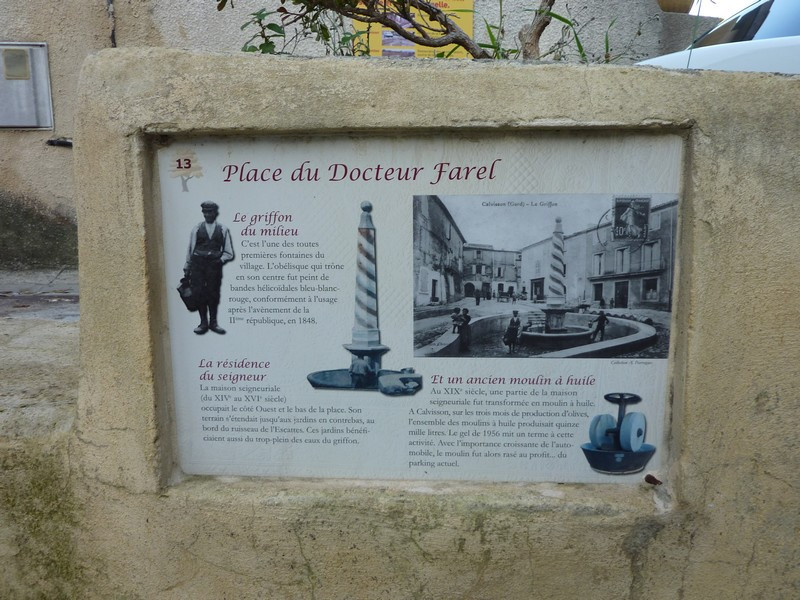 elle.
13
Place du Docteur Farel
Le griffon
du milieu
C'est l'une des toutes
premières fontaines du
village. L'obélisque qui trône
en son centre fut peint de
bandes hélicoïdales bleu-blanc-
rouge, conformément à l'usage
après l'avènement de la
IIème république, en 1848.
Calvisson (Gard) - Le Griffon
La résidence
du seigneur
La maison seigneuriale
(du XIVe au XVIe siècle)
occupait le côté Ouest et le bas de la place. Son
terrain s'étendait jusqu'aux jardins en contrebas, au
bord du ruisseau de l'Escattes. Ces jardins bénéfi-
ciaient aussi du trop-plein des eaux du griffon.
Et un ancien moulin à huile
Au XIXe siècle, une partie de la maison
seigneuriale fut transformée en moulin à huile.
A Calvisson, sur les trois mois de production d'olives,
l'ensemble des moulins à huile produisait quinze
mille litres. Le gel de 1956 mit un terme à cette
activité. Avec l'importance croissante de l'auto-
mobile, le moulin fut alors rasé au profit... du
parking actuel.